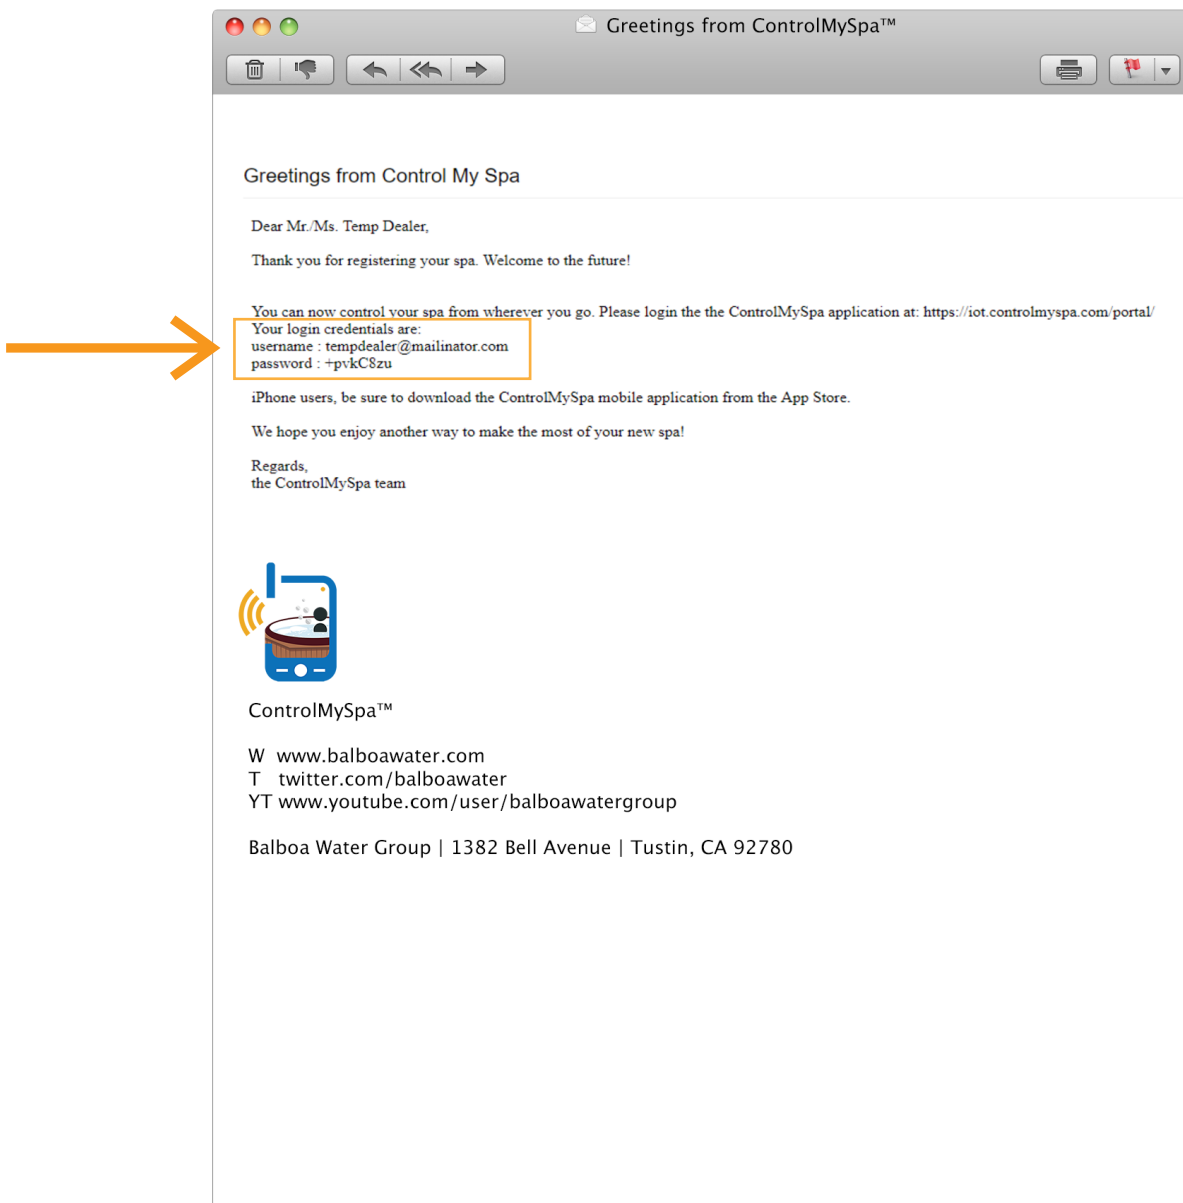 Greetings from ControlMySpa™
Greetings from Control My Spa
Dear Mr./Ms. Temp Dealer,
Thank you for registering your spa. Welcome to the future!
You can now control your spa from wherever you go. Please login the the ControlMySpa application at: https://iot.controlmyspa.com/portal/
Your login credentials are:
username : tempdealer@mailinator.com
password : +pvkC8zu
iPhone users, be sure to download the ControlMySpa mobile application from the App Store.
We hope you enjoy another way to make the most of your new spa!
Regards,
the ControlMySpa team
ControlMySpa™
W www.balboawater.com
T twitter.com/balboawater
YT www.youtube.com/user/balboawatergroup
Balboa Water Group | 1382 Bell Avenue | Tustin, CA 92780